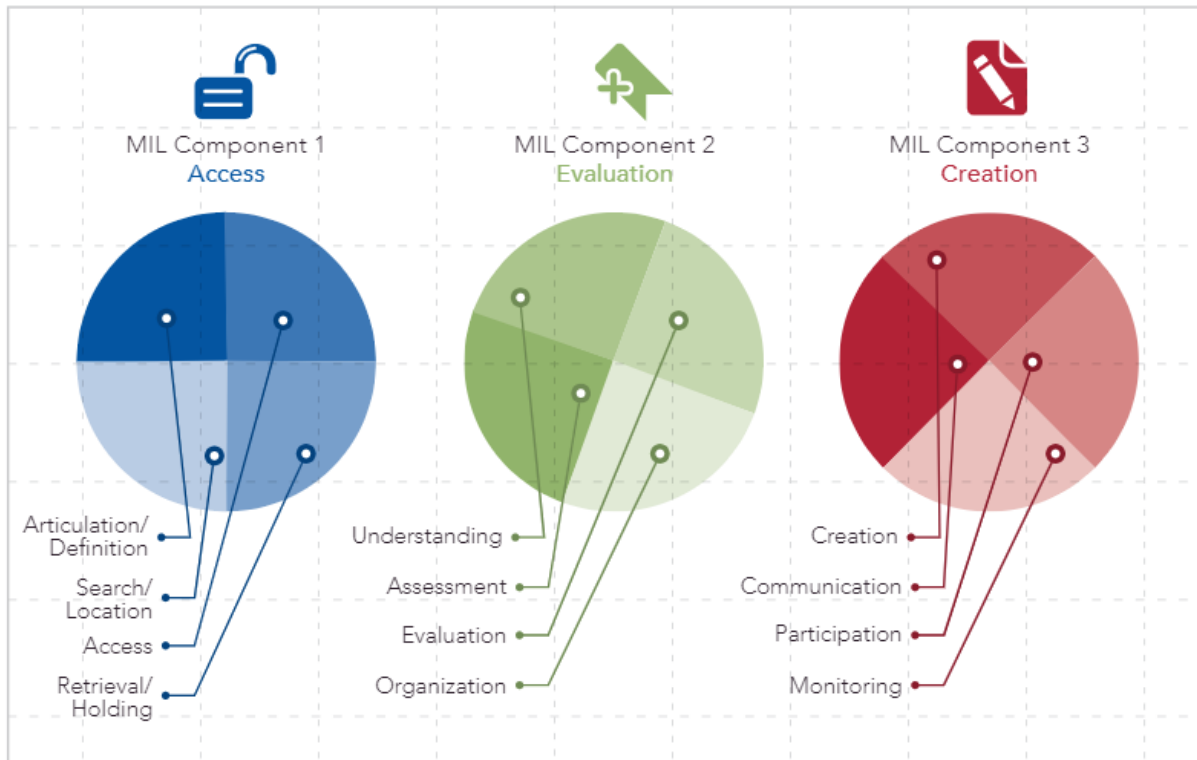 MIL Component 1
Access
Articulation/
Definition
Search/
Location
Access
Retrieval/
Holding
MIL Component 2
Evaluation
Understanding
Assessment
Evaluation
Organization
MIL Component 3
Creation
Creation
Communication
Participation
Monitoring